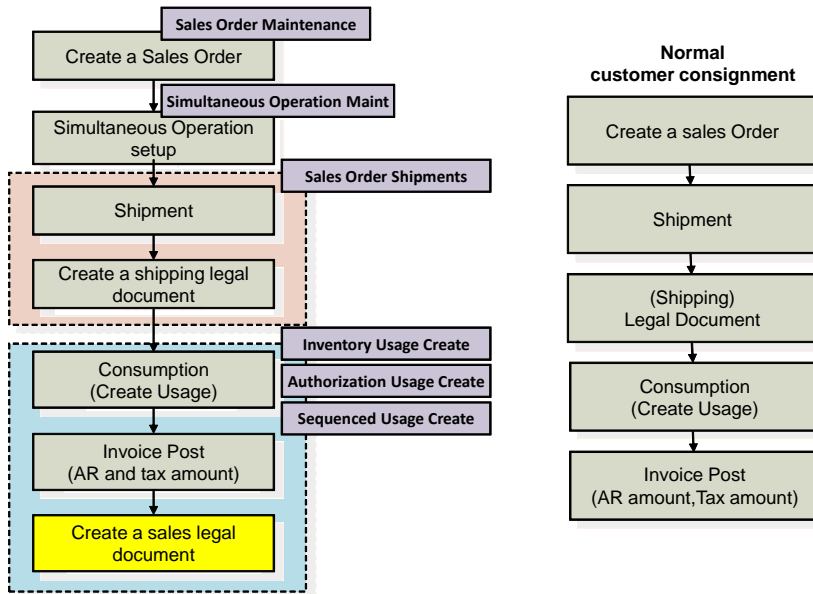 Sales Order Maintenance
Create a Sales Order
Simultaneous Operation Maint
Simultaneous Operation
setup
Sales Order Shipments
Shipment
Create a shipping legal
document
Inventory Usage Create
Consumption
(Create Usage)
Authorization Usage Create
Sequenced Usage Create
Invoice Post
(AR and tax amount)
Create a sales legal
document
Normal
customer consignment
Create a sales Order
Shipment
(Shipping)
Legal Document
Consumption
(Create Usage)
Invoice Post
(AR amount,Tax amount)